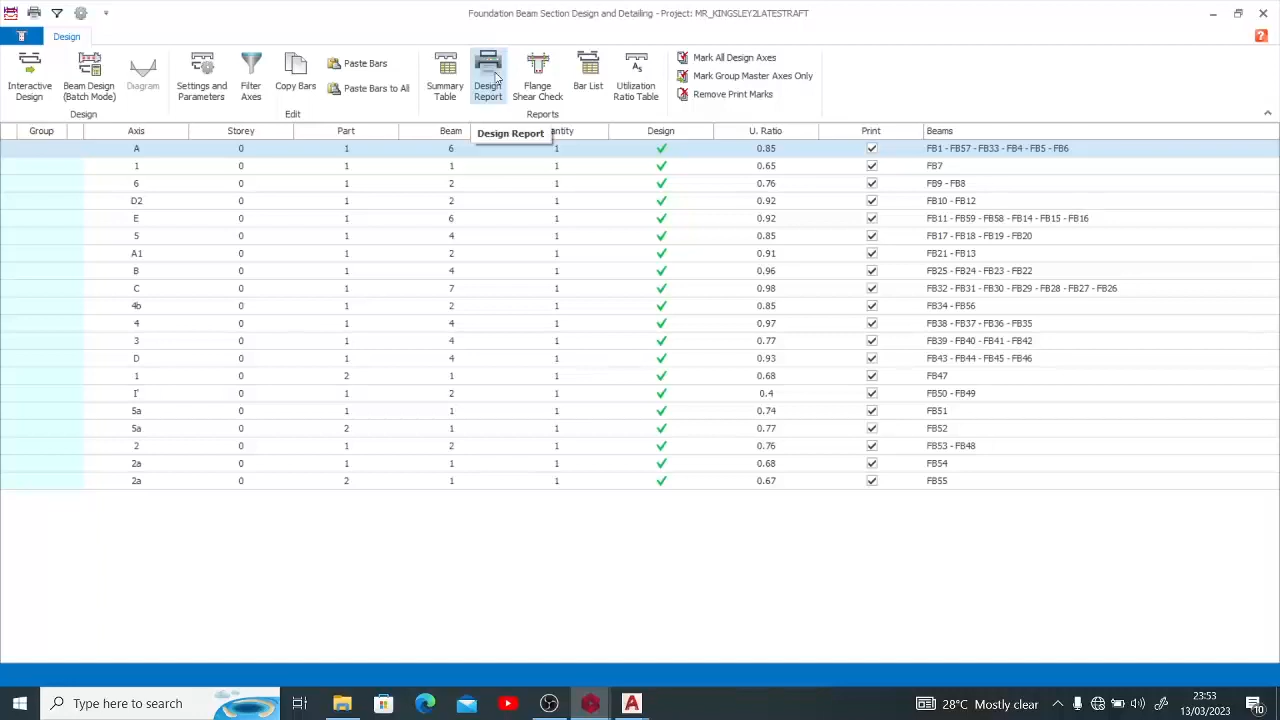 Foundation Beam Section Design and Detailing - Project: MR_KINGSLEY2LATESTRAFT
Design
Interactive Design
Beam Design (Batch Mode)
Diagram
Settings and Parameters
Filter Axes
Copy Bars
Paste Bars
Paste Bars to All
Summary Table
Design Report
Flange Shear Check
Bar List
Utilization Ratio Table
Mark All Design Axes
Mark Group Master Axes Only
Remove Print Marks
Design Edit Reports
Group Axis Storey Part Beam antity Design U. Ratio Print Beams
Design Report
A 0 1 6 1 0.85 FB1 - FB57 - FB33 - FB4 - FB5 - FB6
1 0 1 1 1 0.65 FB7
6 0 1 2 1 0.76 FB9 - FB8
D2 0 1 2 1 0.92 FB10 - FB12
E 0 1 6 1 0.92 FB11 - FB59 - FB58 - FB14 - FB15 - FB16
5 0 1 4 1 0.85 FB17 - FB18 - FB19 - FB20
A1 0 1 2 1 0.91 FB21 - FB13
B 0 1 4 1 0.96 FB25 - FB24 - FB23 - FB22
C 0 1 7 1 0.98 FB32 - FB31 - FB30 - FB29 - FB28 - FB27 - FB26
4b 0 1 2 1 0.85 FB34 - FB56
4 0 1 4 1 0.97 FB38 - FB37 - FB36 - FB35
3 0 1 4 1 0.77 FB39 - FB40 - FB41 - FB42
D 0 1 4 1 0.93 FB43 - FB44 - FB45 - FB46
1 0 2 1 1 0.68 FB47
1' 0 1 2 1 0.4 FB50 - FB49
5a 0 1 1 1 0.74 FB51
5a 0 2 1 1 0.77 FB52
2 0 1 2 1 0.76 FB53 - FB48
2a 0 1 1 1 0.68 FB54
2a 0 2 1 1 0.67 FB55
Type here to search
28°C Mostly clear
23:53
13/03/2023